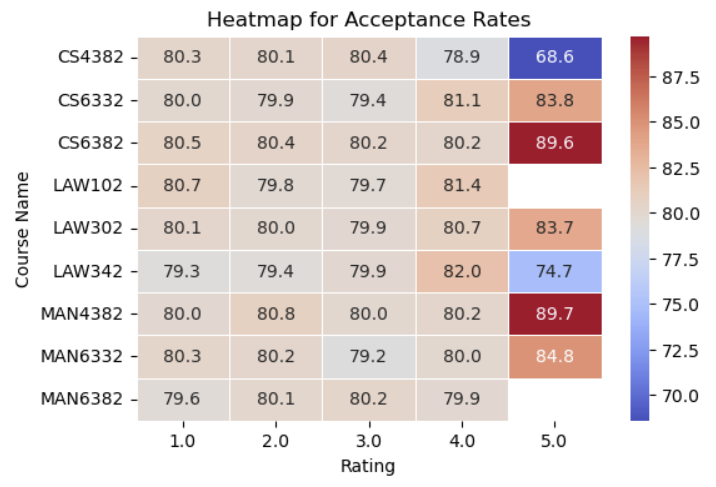 Heatmap for Acceptance Rates
CS4382 80.3 80.1 80.4 78.9 68.6
CS6332 80.0 79.9 79.4 81.1 83.8
CS6382 80.5 80.4 80.2 80.2 89.6
LAW102 80.7 79.8 79.7 81.4
LAW302 80.1 80.0 79.9 80.7 83.7
LAW342 79.3 79.4 79.9 82.0 74.7
MAN4382 80.0 80.8 80.0 80.2 89.7
MAN6332 80.3 80.2 79.2 80.0 84.8
MAN6382 79.6 80.1 80.2 79.9
1.0 2.0 3.0 4.0 5.0
Rating
Course Name
87.5
85.0
82.5
80.0
77.5
75.0
72.5
70.0